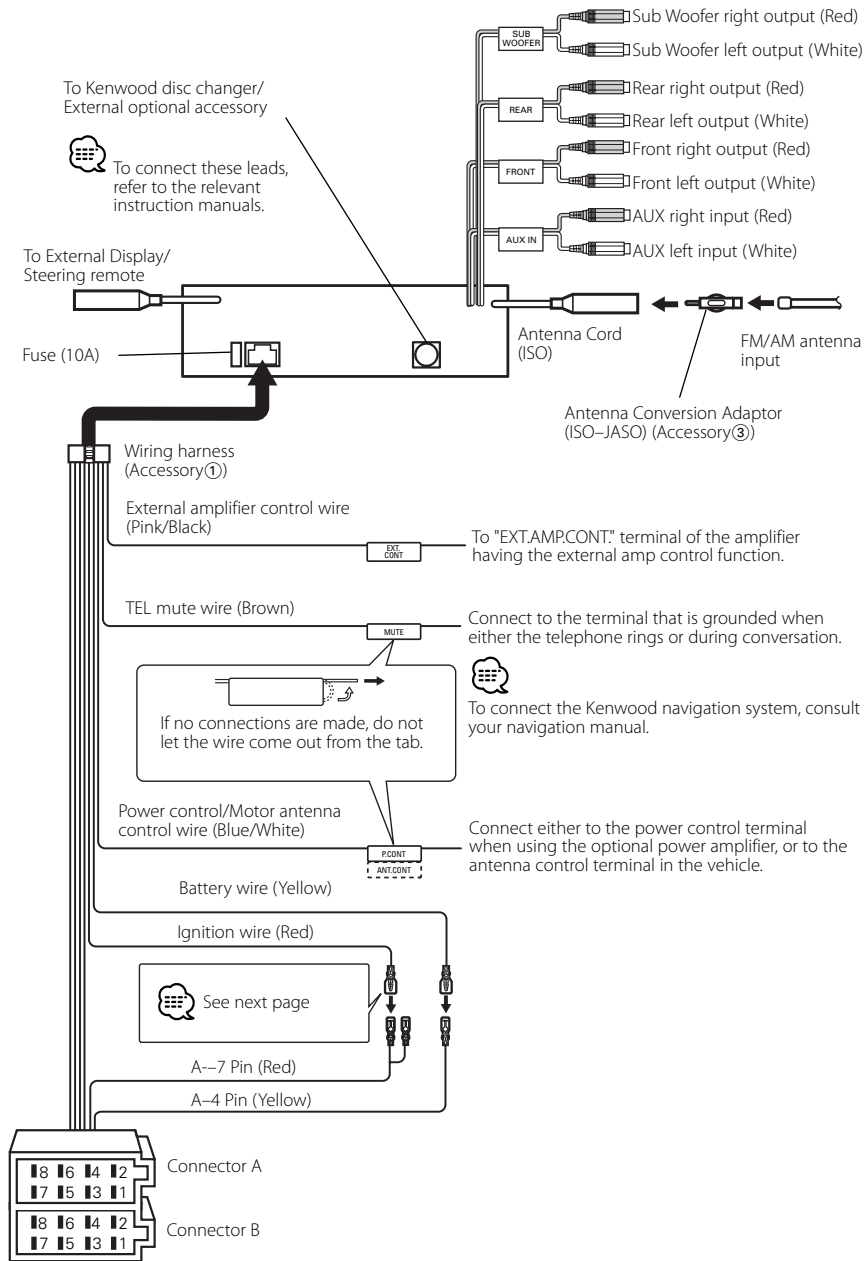 SUB
WOOFER
Sub Woofer right output (Red)
Sub Woofer left output (White)
To Kenwood disc changer/
External optional accessory
REAR
Rear right output (Red)
Rear left output (White)
To connect these leads,
refer to the relevant
instruction manuals.
FRONT
Front right output (Red)
Front left output (White)
AUX IN
AUX right input (Red)
AUX left input (White)
To External Display/
Steering remote
Fuse (10A)
Antenna Cord
(ISO)
FM/AM antenna
input
Antenna Conversion Adaptor
(ISO–JASO) (Accessory③)
Wiring harness
(Accessory①)
External amplifier control wire
(Pink/Black)
EXT.
CONT
To "EXT.AMP.CONT." terminal of the amplifier
having the external amp control function.
TEL mute wire (Brown)
MUTE
Connect to the terminal that is grounded when
either the telephone rings or during conversation.
If no connections are made, do not
let the wire come out from the tab.
To connect the Kenwood navigation system, consult
your navigation manual.
Power control/Motor antenna
control wire (Blue/White)
P.CONT
ANT.CONT
Connect either to the power control terminal
when using the optional power amplifier, or to the
antenna control terminal in the vehicle.
Battery wire (Yellow)
Ignition wire (Red)
See next page
A-–7 Pin (Red)
A–4 Pin (Yellow)
8 6 4 2
7 5 3 1
Connector A
8 6 4 2
7 5 3 1
Connector B